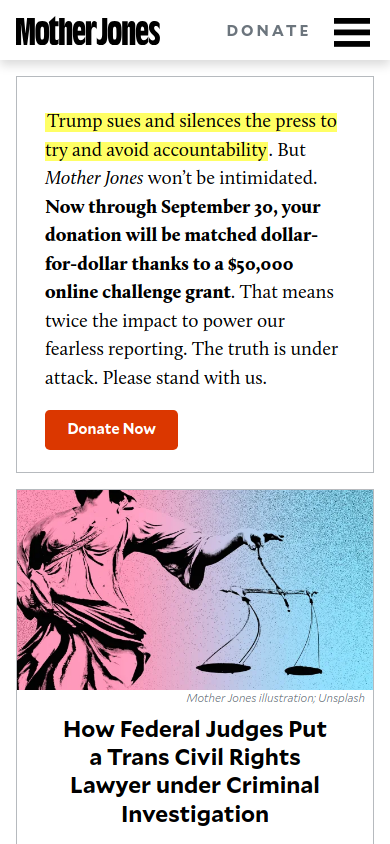 Mother Jones
DONATE
Trump sues and silences the press to
try and avoid accountability. But
Mother Jones won’t be intimidated.
Now through September 30, your
donation will be matched dollar-
for-dollar thanks to a $50,000
online challenge grant. That means
twice the impact to power our
fearless reporting. The truth is under
attack. Please stand with us.
Donate Now
Mother Jones illustration; Unsplash
How Federal Judges Put
a Trans Civil Rights
Lawyer under Criminal
Investigation